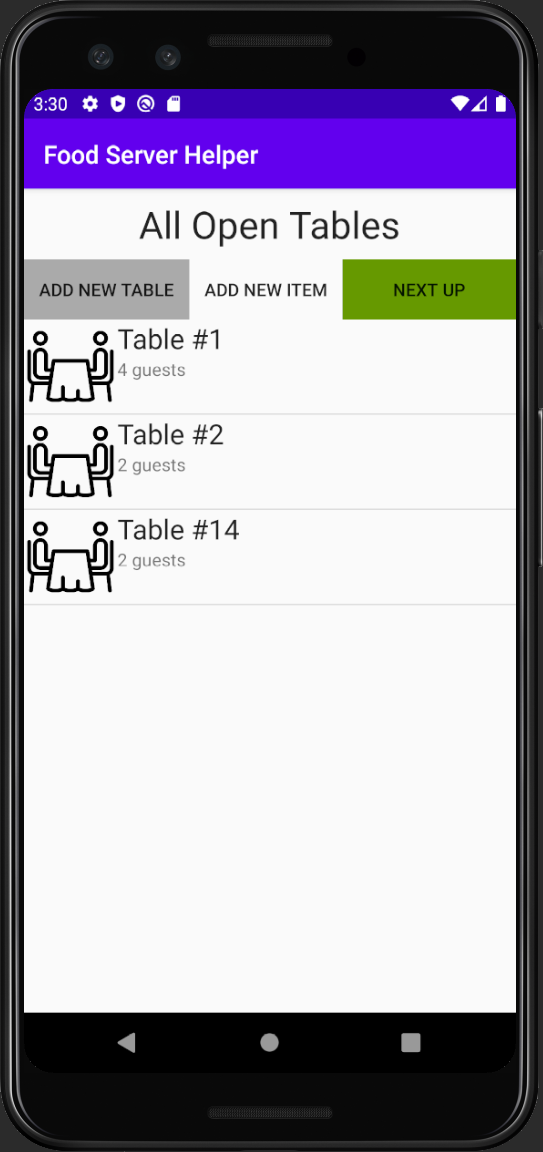 3:30
Food Server Helper
All Open Tables
ADD NEW TABLE ADD NEW ITEM NEXT UP
Table #1
4 guests
Table #2
2 guests
Table #14
2 guests